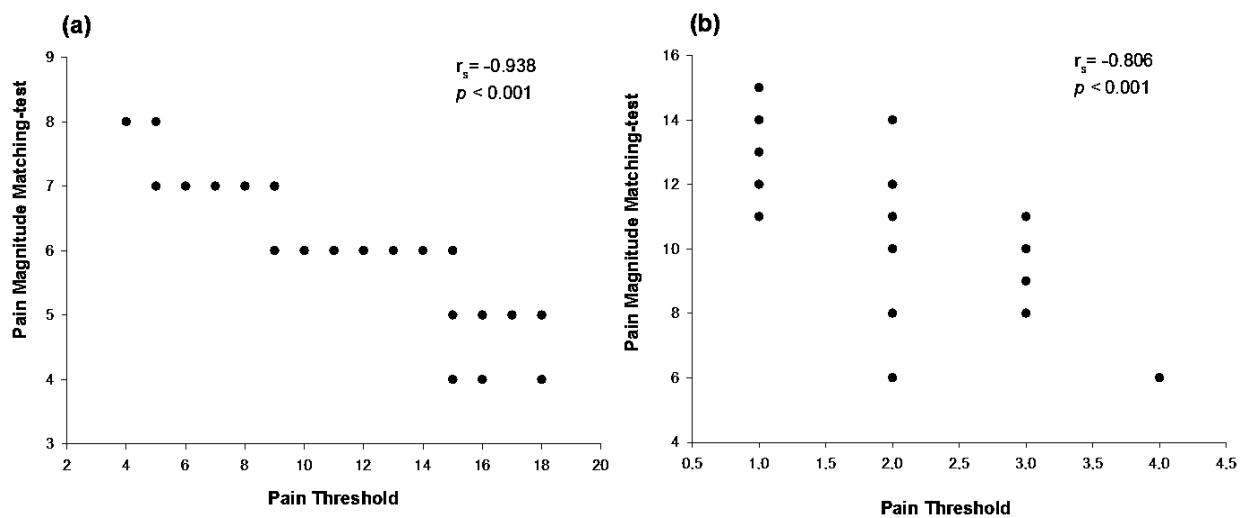 (a)
r_s= -0.938
p < 0.001
Pain Magnitude Matching-test
9
8
7
6
5
4
3
2 4 6 8 10 12 14 16 18 20
Pain Threshold
(b)
r_s= -0.806
p < 0.001
Pain Magnitude Matching-test
16
14
12
10
8
6
4
0.5 1.0 1.5 2.0 2.5 3.0 3.5 4.0 4.5
Pain Threshold